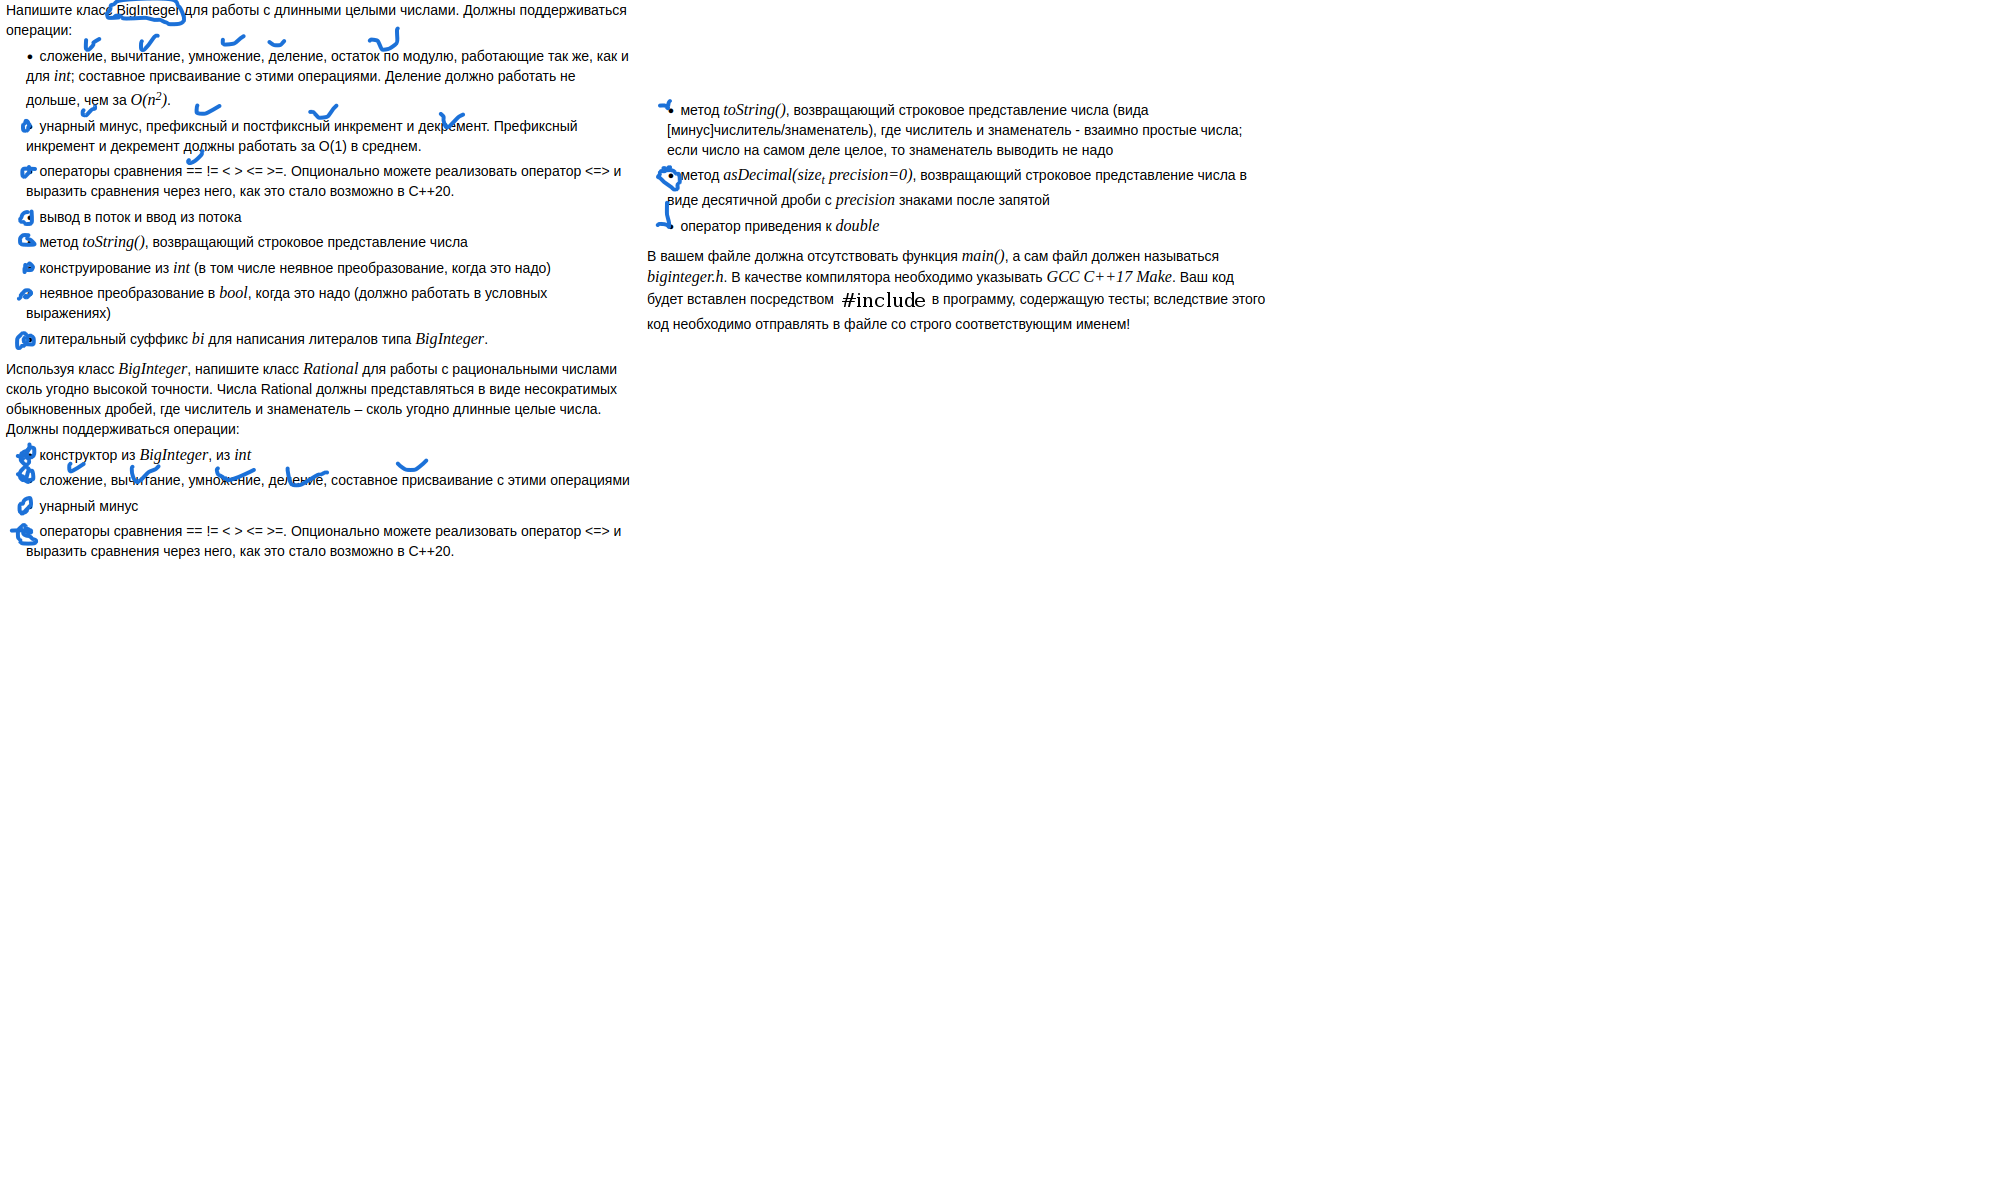 Напишите класс BigInteger для работы с длинными целыми числами. Должны поддерживаться
операции:
• сложение, вычитание, умножение, деление, остаток по модулю, работающие так же, как и
для int; составное присваивание с этими операциями. Деление должно работать не
дольше, чем за O(n²).
• унарный минус, префиксный и постфиксный инкремент и декремент. Префиксный
инкремент и декремент должны работать за O(1) в среднем.
• операторы сравнения == != < > <= >=. Опционально можете реализовать оператор <=> и
выразить сравнения через него, как это стало возможно в C++20.
• вывод в поток и ввод из потока
• метод toString(), возвращающий строковое представление числа
• конструирование из int (в том числе неявное преобразование, когда это надо)
• неявное преобразование в bool, когда это надо (должно работать в условных
выражениях)
• литеральный суффикс bi для написания литералов типа BigInteger.
Используя класс BigInteger, напишите класс Rational для работы с рациональными числами
сколь угодно высокой точности. Числа Rational должны представляться в виде несократимых
обыкновенных дробей, где числитель и знаменатель – сколь угодно длинные целые числа.
Должны поддерживаться операции:
• конструктор из BigInteger, из int
• сложение, вычитание, умножение, деление, составное присваивание с этими операциями
• унарный минус
• операторы сравнения == != < > <= >=. Опционально можете реализовать оператор <=> и
выразить сравнения через него, как это стало возможно в C++20.
• метод toString(), возвращающий строковое представление числа (вида
[минус]числитель/знаменатель), где числитель и знаменатель - взаимно простые числа;
если число на самом деле целое, то знаменатель выводить не надо
• метод asDecimal(size_t precision=0), возвращающий строковое представление числа в
виде десятичной дроби с precision знаками после запятой
• оператор приведения к double
В вашем файле должна отсутствовать функция main(), а сам файл должен называться
biginteger.h. В качестве компилятора необходимо указывать GCC C++17 Make. Ваш код
будет вставлен посредством #include в программу, содержащую тесты; вследствие этого
код необходимо отправлять в файле со строго соответствующим именем!